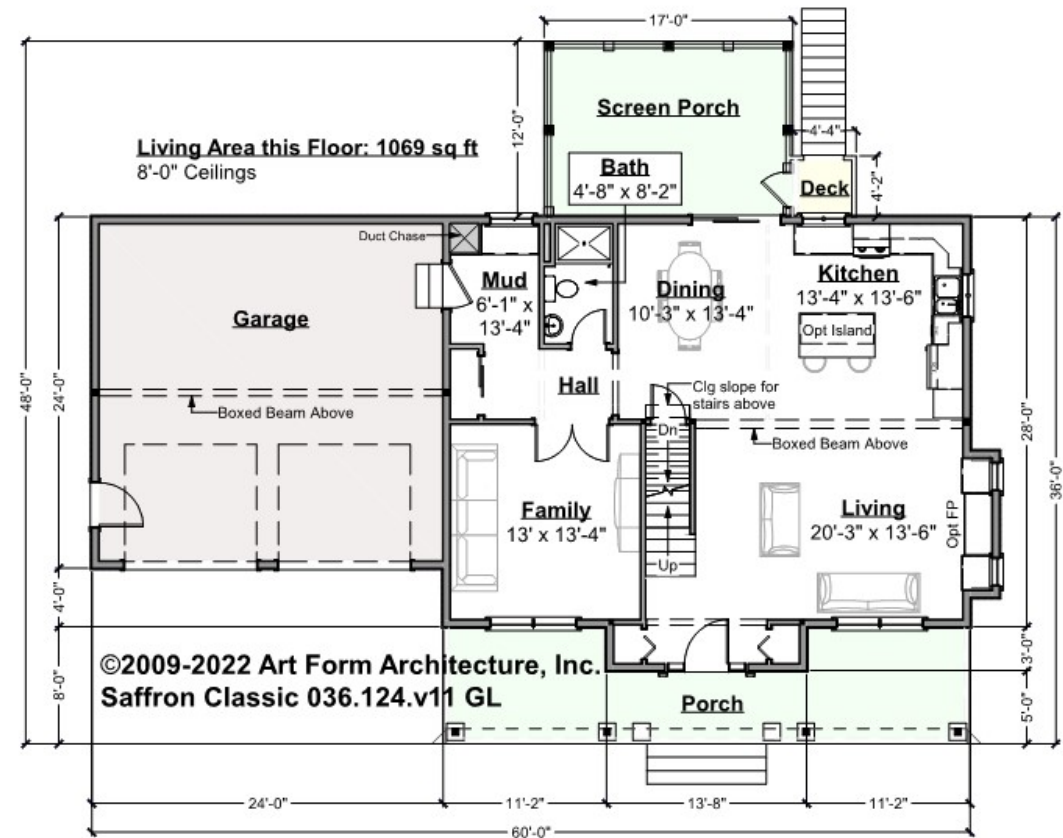 17'-0"
Screen Porch
4'-4"
12'-0"
Living Area this Floor: 1069 sq ft
8'-0" Ceilings
Bath
4'-8" x 8'-2"
Deck
4'-2"
Duct Chase
Mud
6'-1" x
13'-4"
Dining
10'-3" x 13'-4"
Kitchen
13'-4" x 13'-6"
Garage
Opt Island
48'-0"
24'-0"
Hall
Clg slope for
stairs above
Boxed Beam Above
Dn
Boxed Beam Above
28'-0"
36'-0"
Family
13' x 13'-4"
Living
20'-3" x 13'-6"
Opt FP
Up
4'-0"
8'-0"
©2009-2022 Art Form Architecture, Inc.
Saffron Classic 036.124.v11 GL
3'-0"
Porch
5'-0"
24'-0"
11'-2"
13'-8"
11'-2"
60'-0"